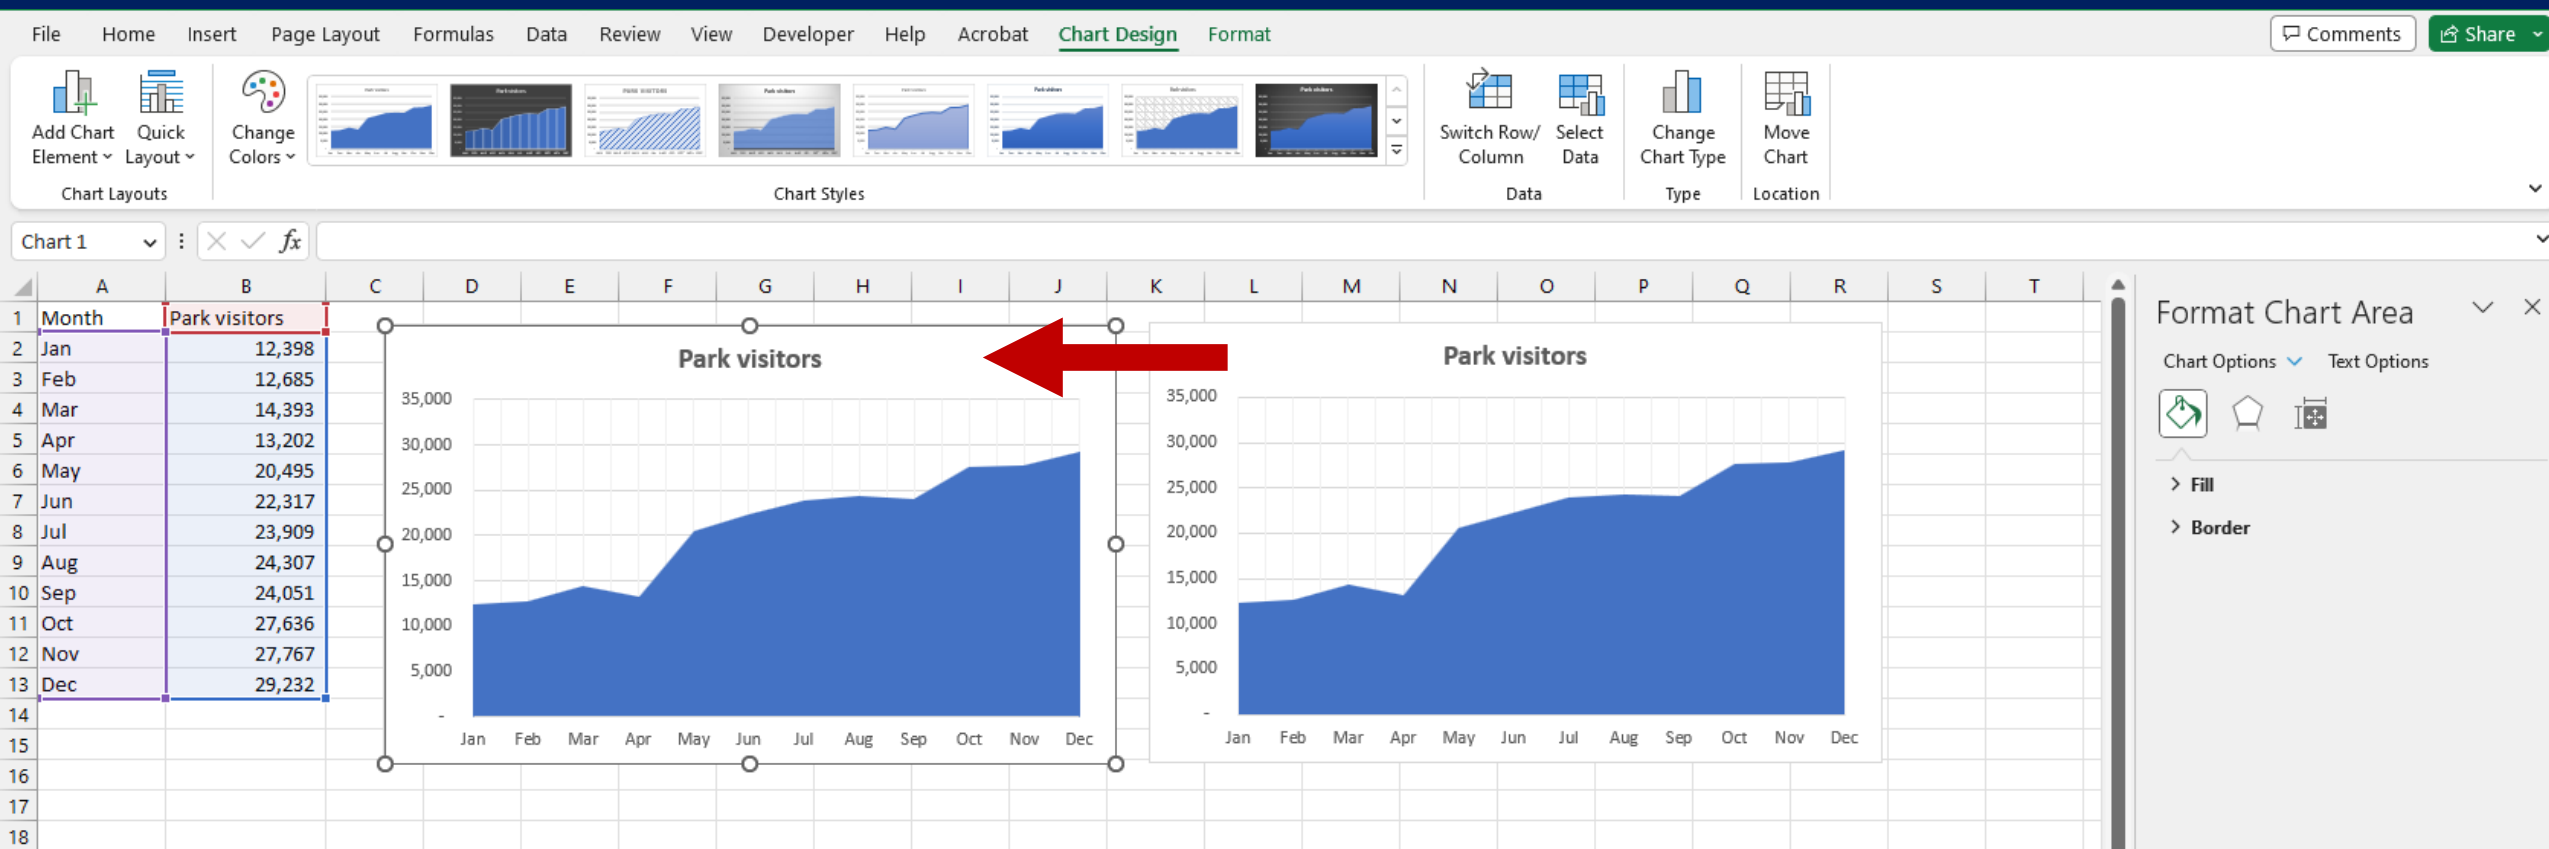 File Home Insert Page Layout Formulas Data Review View Developer Help Acrobat Chart Design Format Comments Share
Add Chart Element
Quick Layout
Chart Layouts
Change Colors
Chart Styles
Switch Row/ Column
Select Data
Data
Change Chart Type
Type
Move Chart
Location
Chart 1 fx
A B C D E F G H I J K L M N O P Q R S T
1 Month Park visitors
2 Jan 12,398
3 Feb 12,685
4 Mar 14,393
5 Apr 13,202
6 May 20,495
7 Jun 22,317
8 Jul 23,909
9 Aug 24,307
10 Sep 24,051
11 Oct 27,636
12 Nov 27,767
13 Dec 29,232
14
15
16
17
18
Park visitors
35,000
30,000
25,000
20,000
15,000
10,000
5,000
-
Jan Feb Mar Apr May Jun Jul Aug Sep Oct Nov Dec
Park visitors
35,000
30,000
25,000
20,000
15,000
10,000
5,000
-
Jan Feb Mar Apr May Jun Jul Aug Sep Oct Nov Dec
Format Chart Area
Chart Options Text Options
Fill
Border